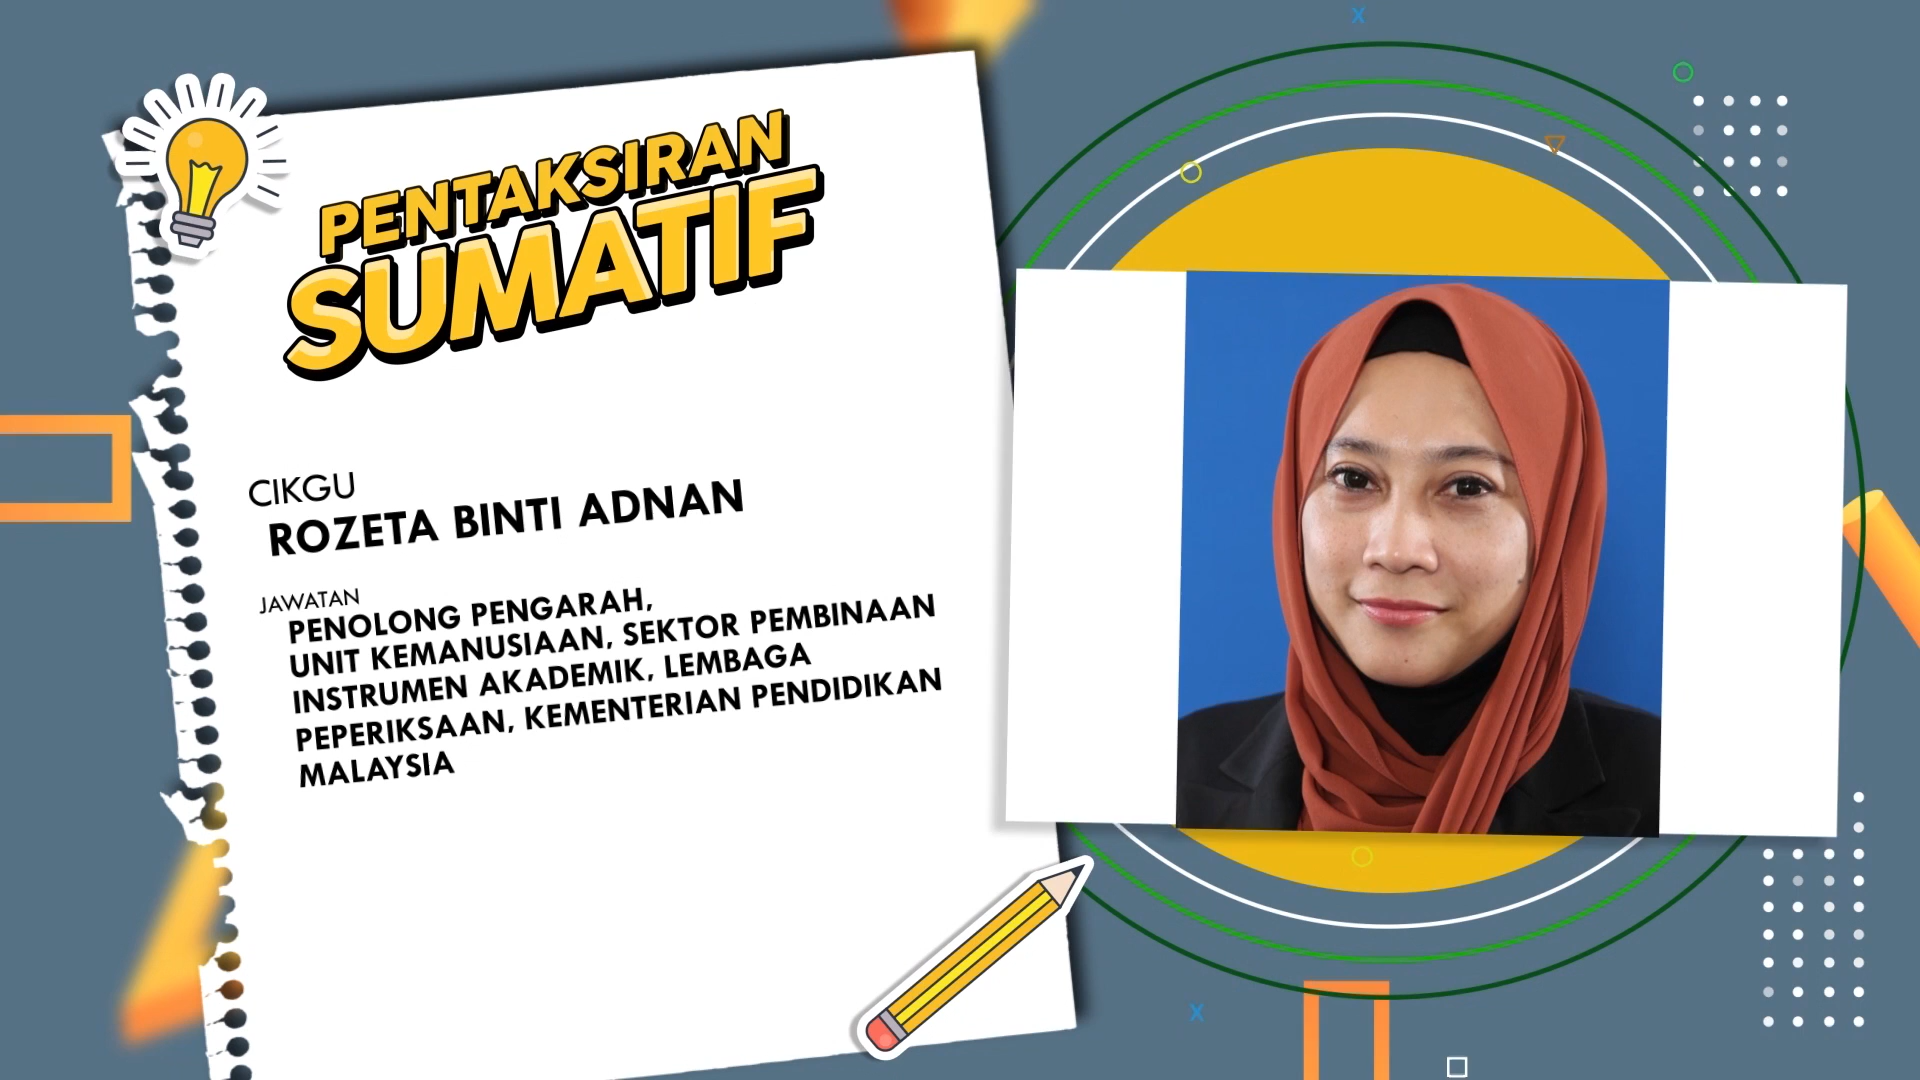 PENTAKSIRAN
SUMATIF
CIKGU
ROZETA BINTI ADNAN
JAWATAN
PENOLONG PENGARAH,
UNIT KEMANUSIAAN, SEKTOR PEMBINAAN
INSTRUMEN AKADEMIK, LEMBAGA
PEPERIKSAAN, KEMENTERIAN PENDIDIKAN
MALAYSIA